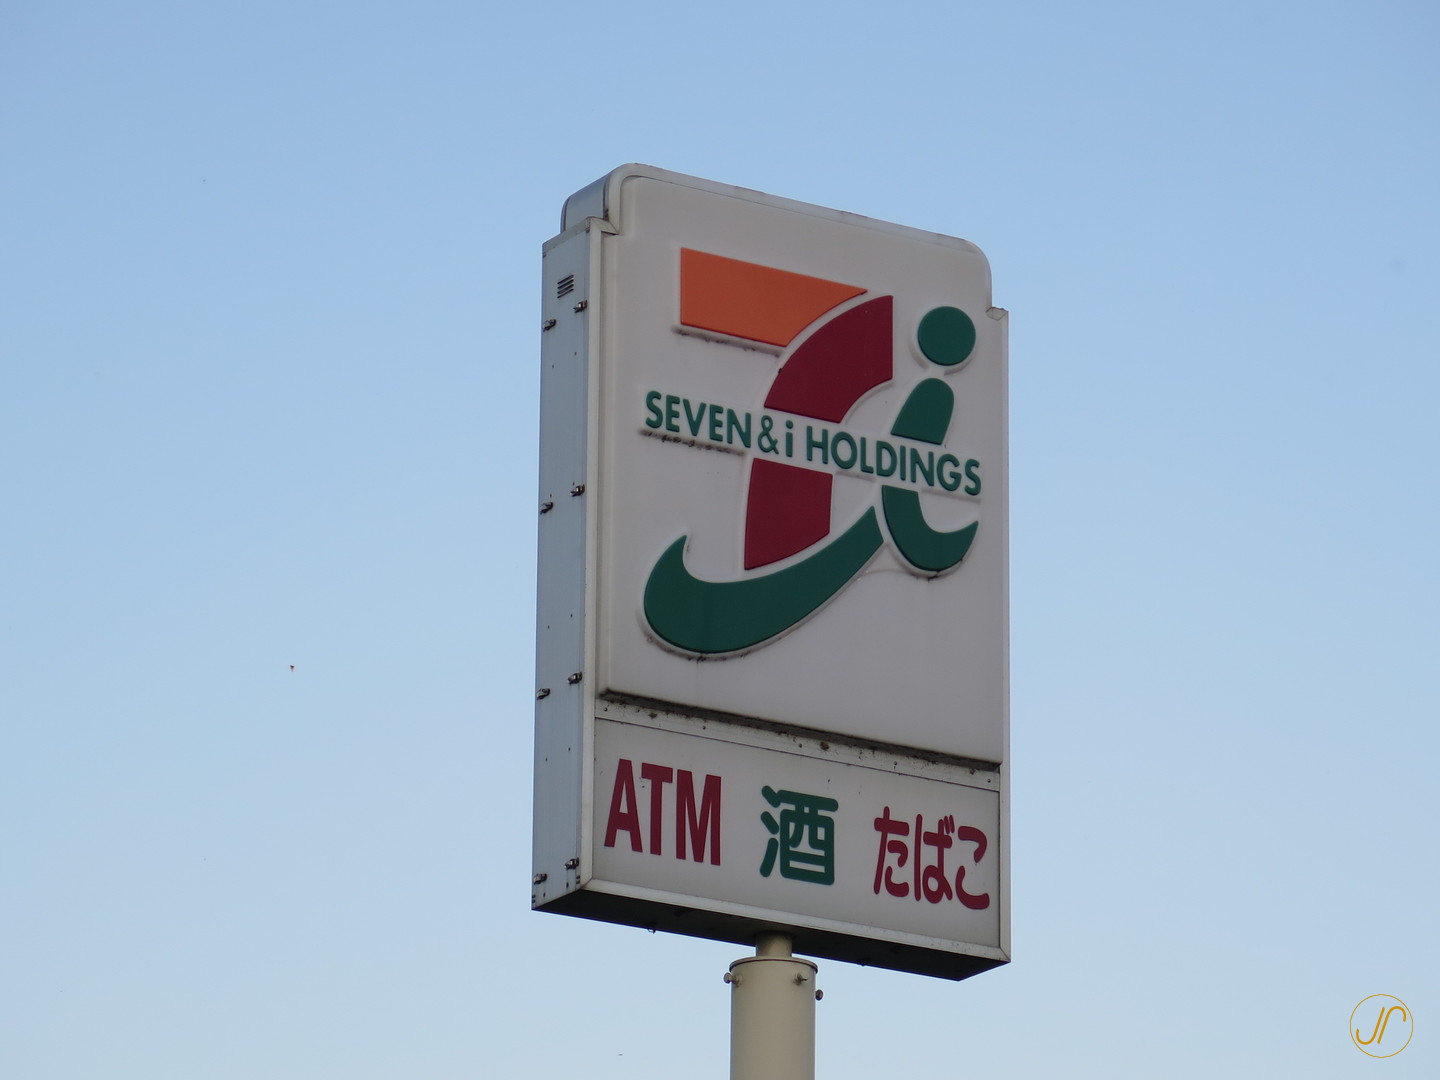 SEVEN & i HOLDINGS
ATM 酒 たばこ